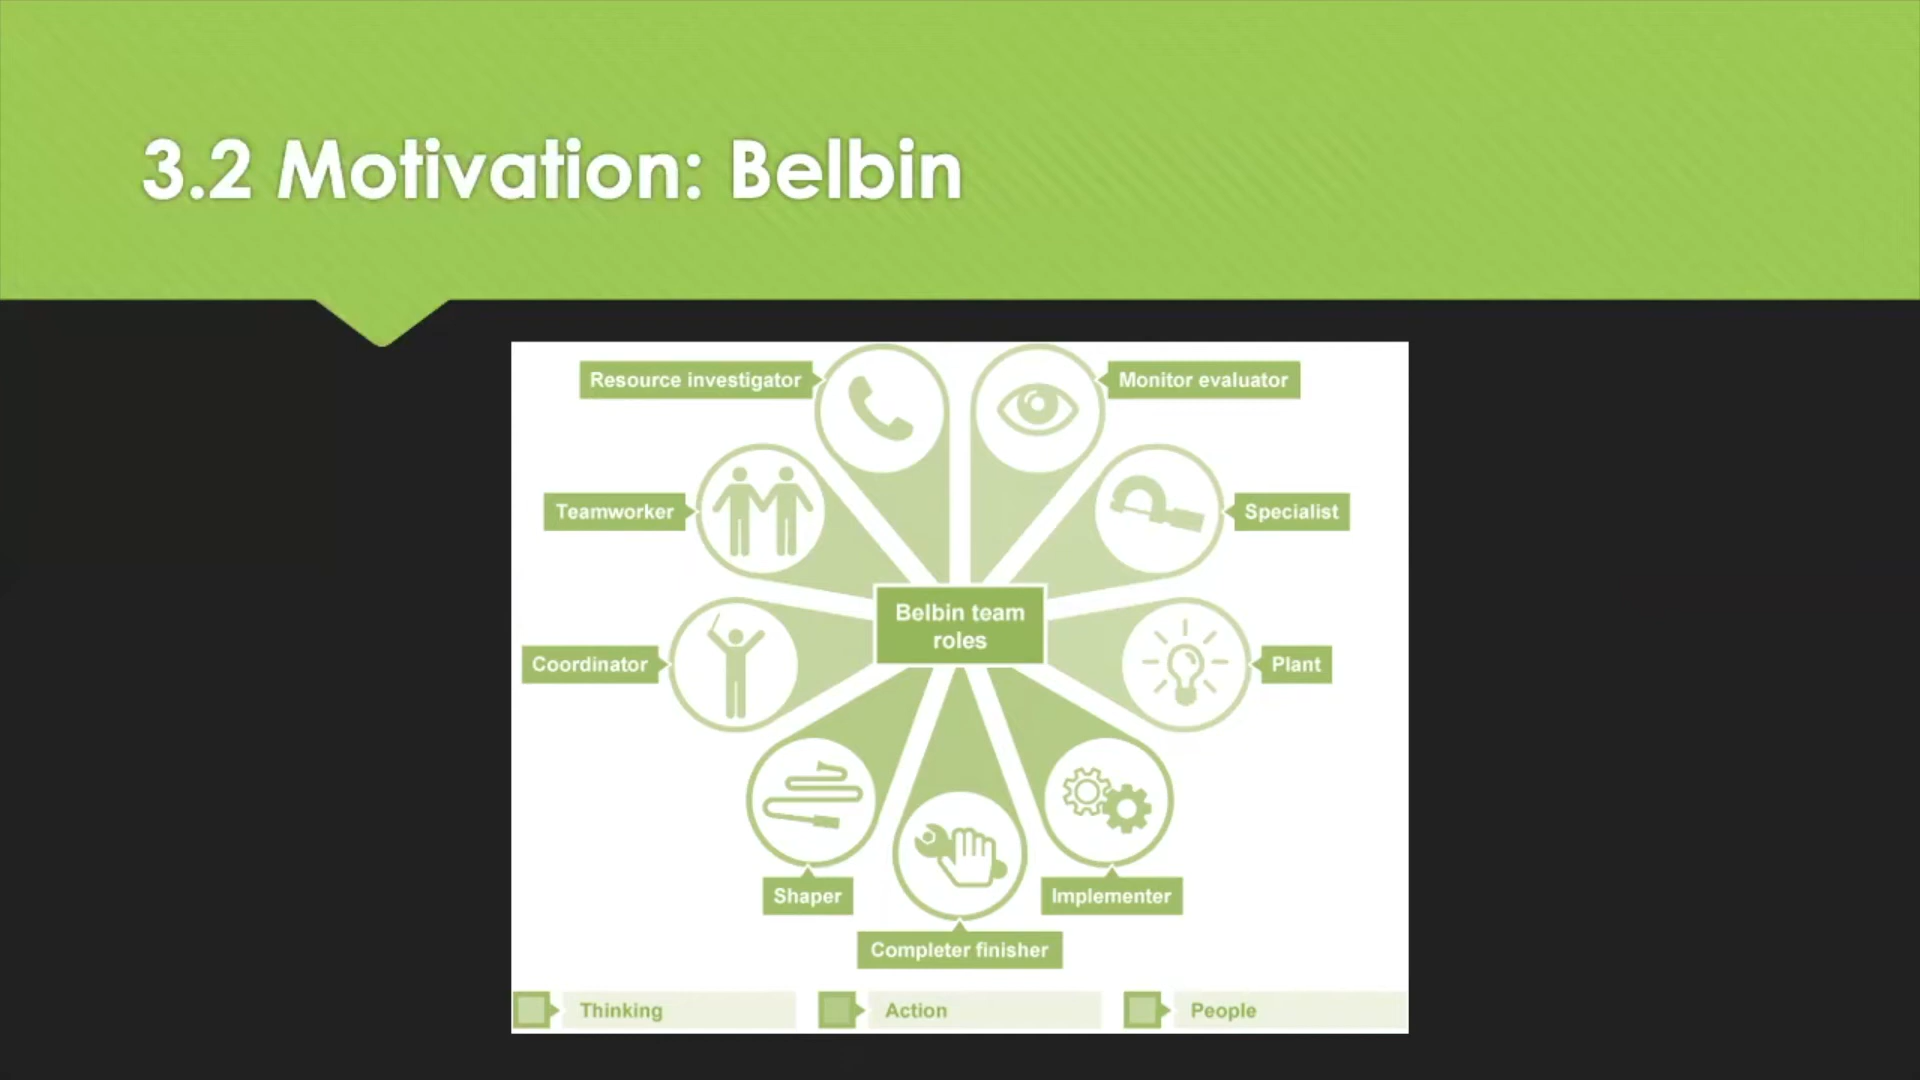 3.2 Motivation: Belbin
Resource investigator
Monitor evaluator
Teamworker
Specialist
Belbin team
roles
Coordinator
Plant
Shaper
Implementer
Completer finisher
Thinking
Action
People